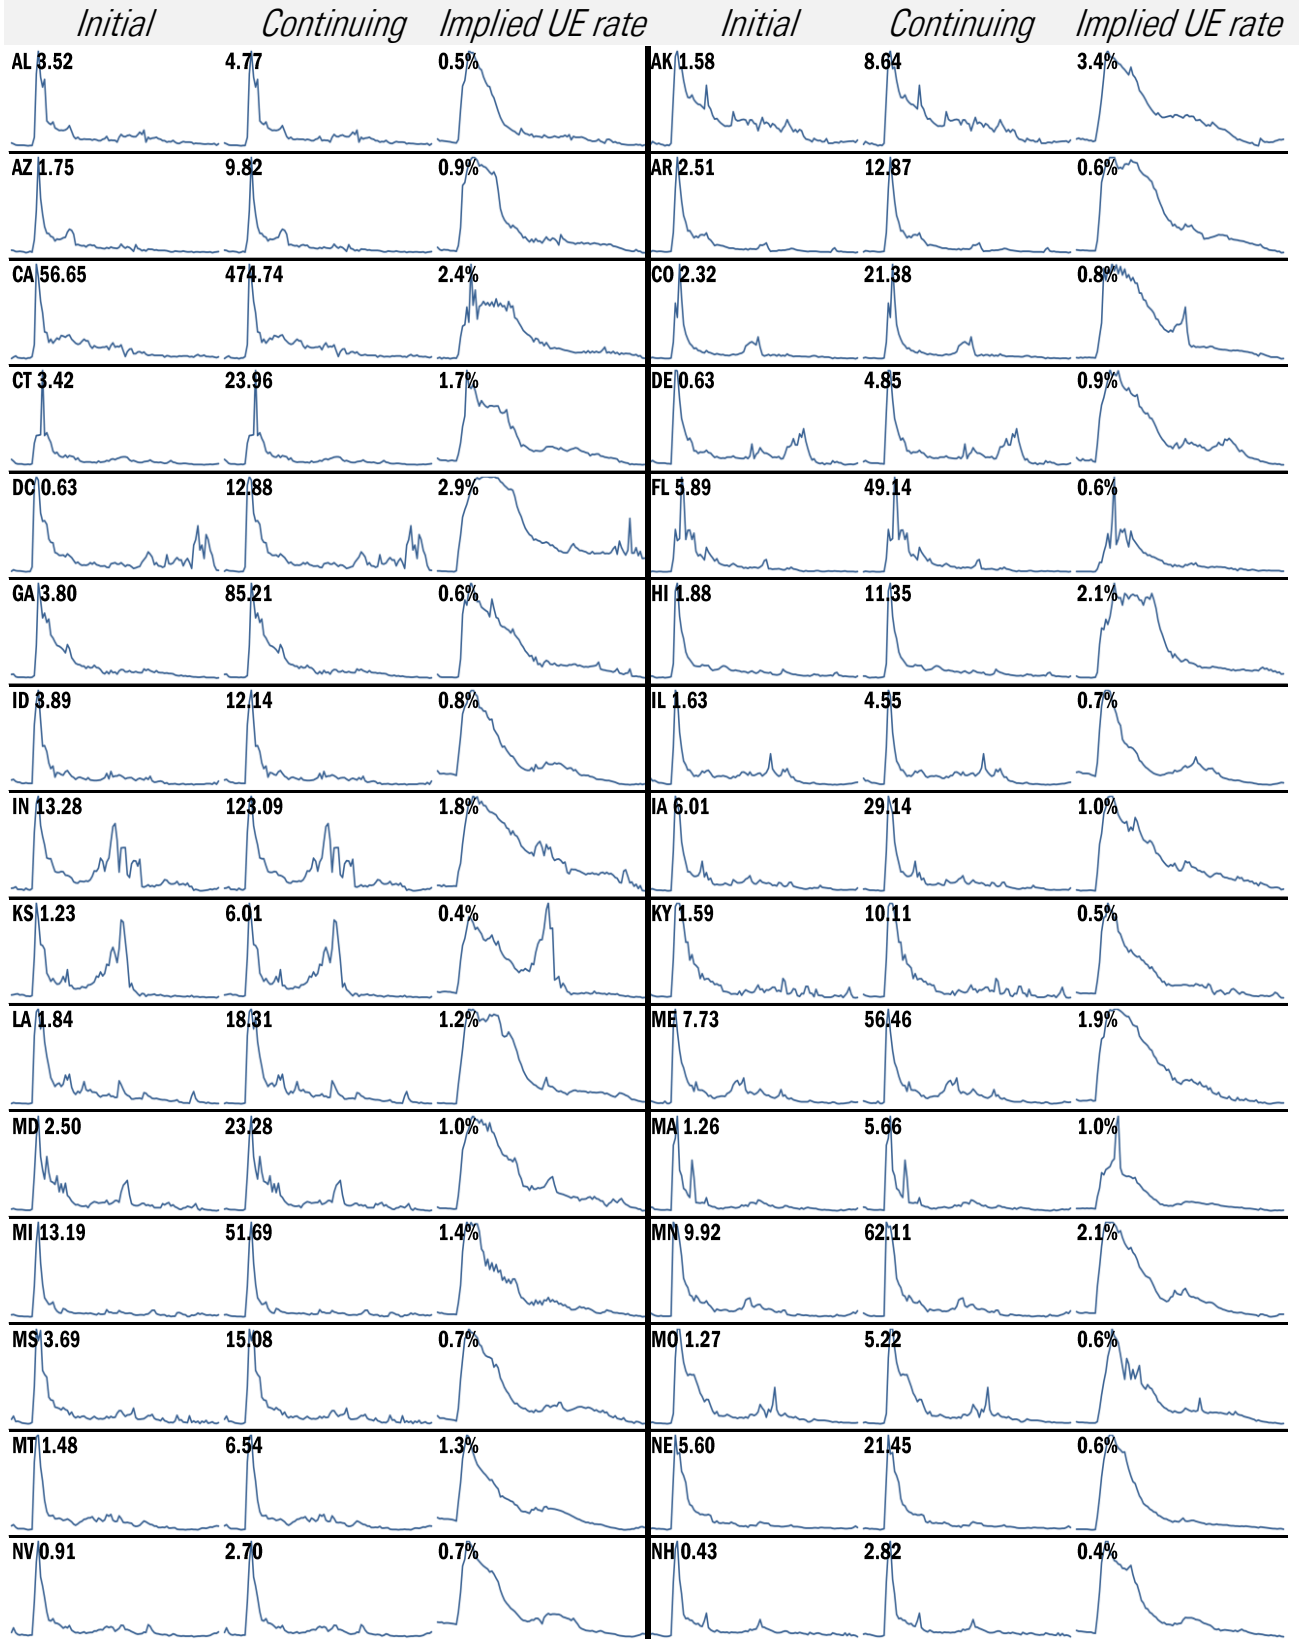 Initial Continuing Implied UE rate Initial Continuing Implied UE rate
AL 3.52 4.77 0.5% AK 1.58 8.64 3.4%
AZ 1.75 9.82 0.9% AR 2.51 12.87 0.6%
CA 56.65 474.74 2.4% CO 2.32 21.38 0.8%
CT 3.42 23.96 1.7% DE 0.63 4.85 0.9%
DC 0.63 12.88 2.9% FL 5.89 49.14 0.6%
GA 3.80 85.21 0.6% HI 1.88 11.35 2.1%
ID 3.89 12.14 0.8% IL 1.63 4.55 0.7%
IN 13.28 123.09 1.8% IA 6.01 29.14 1.0%
KS 1.23 6.01 0.4% KY 1.59 10.11 0.5%
LA 1.84 18.31 1.2% ME 7.73 56.46 1.9%
MD 2.50 23.28 1.0% MA 1.26 5.66 1.0%
MI 13.19 51.69 1.4% MN 9.92 62.11 2.1%
MS 3.69 15.08 0.7% MO 1.27 5.22 0.6%
MT 1.48 6.54 1.3% NE 5.60 21.45 0.6%
NV 0.91 2.70 0.7% NH 0.43 2.82 0.4%